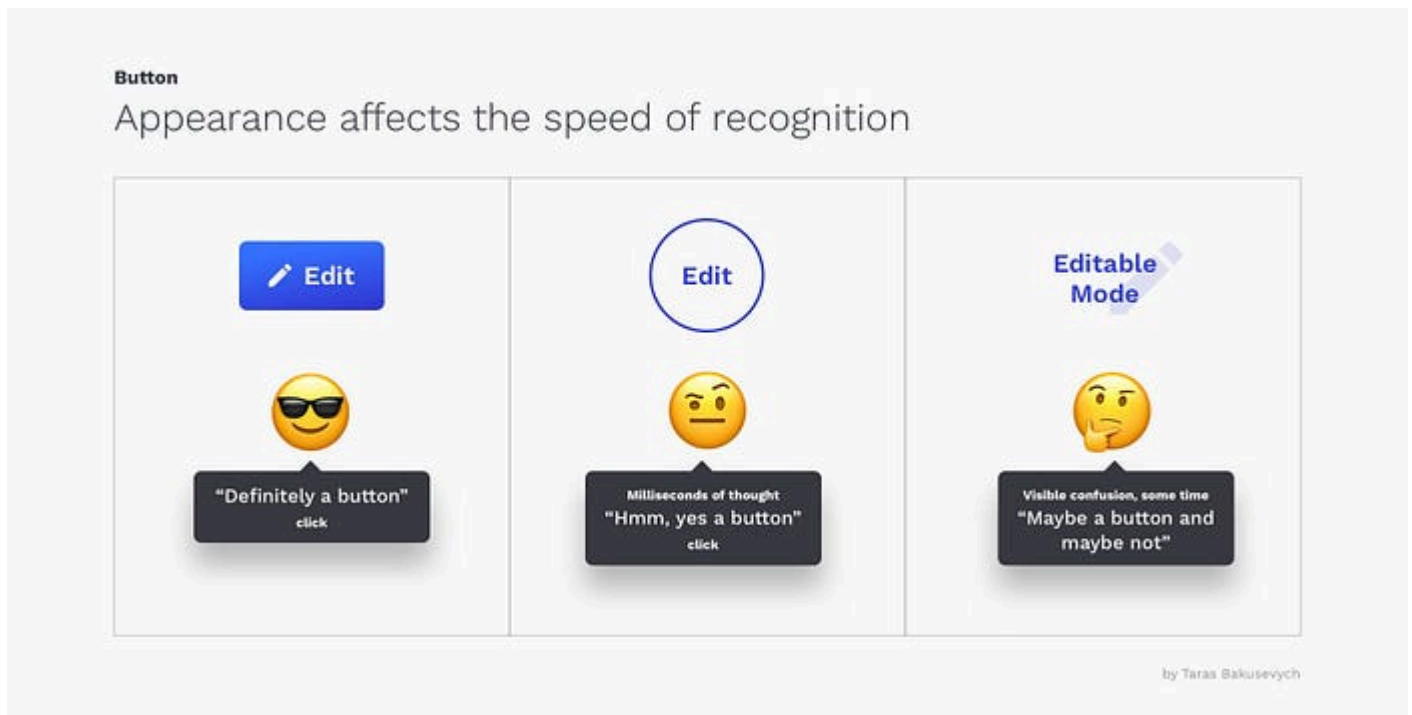 Button
Appearance affects the speed of recognition
Edit
“Definitely a button”
click
Edit
Milliseconds of thought
“Hmm, yes a button”
click
Editable
Mode
Visible confusion, some time
“Maybe a button and
maybe not”
by Taras Bakusevych